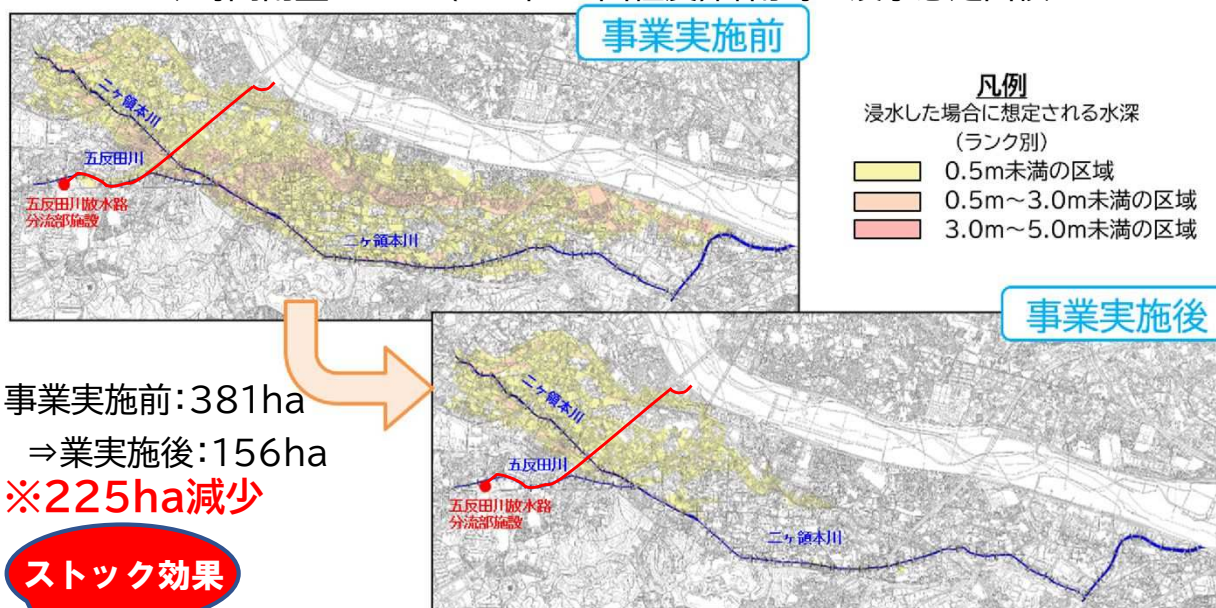 事業実施前
二ケ領本川
五反田川
五反田川放水路
分流部施設
二ケ領本川
凡例
浸水した場合に想定される水深
(ランク別)
0.5m未満の区域
0.5m~3.0m未満の区域
3.0m~5.0m未満の区域
事業実施後
二ケ領本川
五反田川
五反田川放水路
分流部施設
二ケ領本川
事業実施前:381ha
⇒業実施後:156ha
※225ha減少
ストック効果